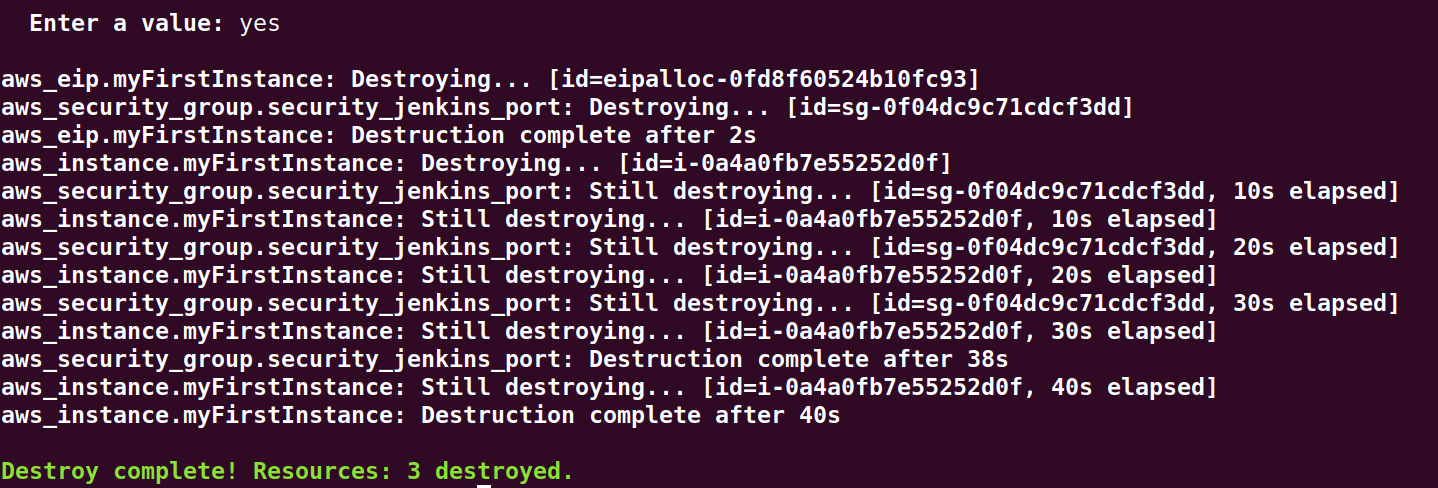 Enter a value: yes
aws_eip.myFirstInstance: Destroying... [id=eipalloc-0fd8f60524b10fc93]
aws_security_group.security_jenkins_port: Destroying... [id=sg-0f04dc9c71cdcf3dd]
aws_eip.myFirstInstance: Destruction complete after 2s
aws_instance.myFirstInstance: Destroying... [id=i-0a4a0fb7e55252d0f]
aws_security_group.security_jenkins_port: Still destroying... [id=sg-0f04dc9c71cdcf3dd, 10s elapsed]
aws_instance.myFirstInstance: Still destroying... [id=i-0a4a0fb7e55252d0f, 10s elapsed]
aws_security_group.security_jenkins_port: Still destroying... [id=sg-0f04dc9c71cdcf3dd, 20s elapsed]
aws_instance.myFirstInstance: Still destroying... [id=i-0a4a0fb7e55252d0f, 20s elapsed]
aws_security_group.security_jenkins_port: Still destroying... [id=sg-0f04dc9c71cdcf3dd, 30s elapsed]
aws_instance.myFirstInstance: Still destroying... [id=i-0a4a0fb7e55252d0f, 30s elapsed]
aws_security_group.security_jenkins_port: Destruction complete after 38s
aws_instance.myFirstInstance: Still destroying... [id=i-0a4a0fb7e55252d0f, 40s elapsed]
aws_instance.myFirstInstance: Destruction complete after 40s
Destroy complete! Resources: 3 destroyed.